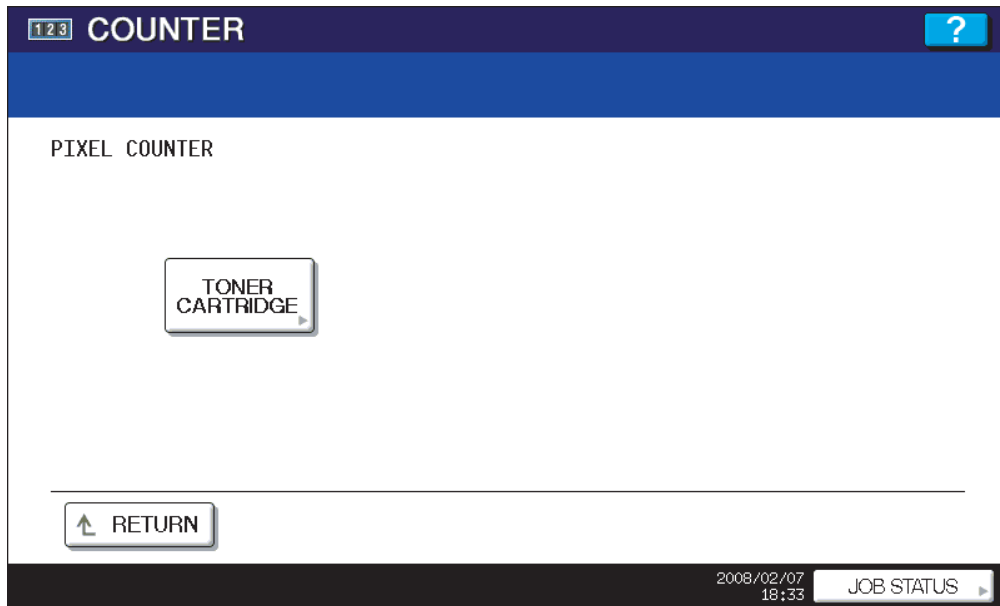 123 COUNTER
?
PIXEL COUNTER
TONER
CARTRIDGE
RETURN
2008/02/07
18:33
JOB STATUS